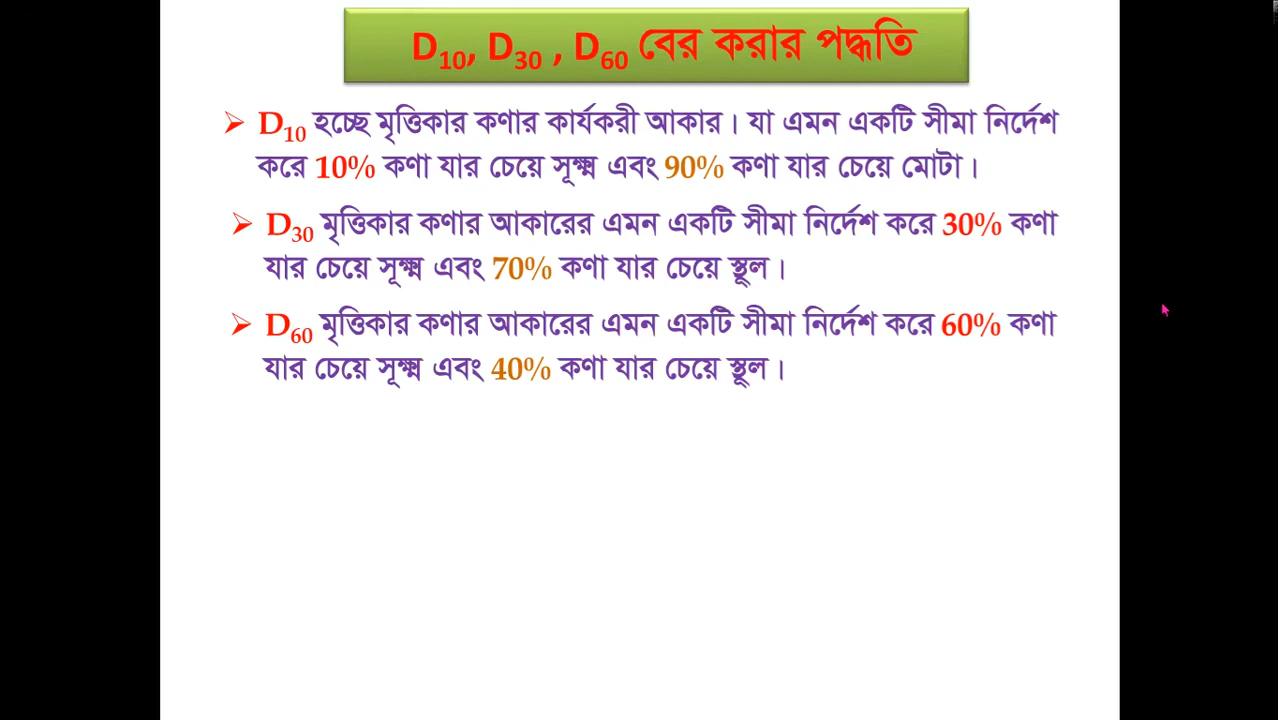 D10, D30 , D60 বের করার পদ্ধতি
➢ D10 হচ্ছে মৃত্তিকার কণার কার্যকরী আকার। যা এমন একটি সীমা নির্দেশ
করে 10% কণা যার চেয়ে সূক্ষ্ম এবং 90% কণা যার চেয়ে মোটা।
➢ D30 মৃত্তিকার কণার আকারের এমন একটি সীমা নির্দেশ করে 30% কণা
যার চেয়ে সূক্ষ্ম এবং 70% কণা যার চেয়ে স্থূল।
➢ D60 মৃত্তিকার কণার আকারের এমন একটি সীমা নির্দেশ করে 60% কণা
যার চেয়ে সূক্ষ্ম এবং 40% কণা যার চেয়ে স্থূল।